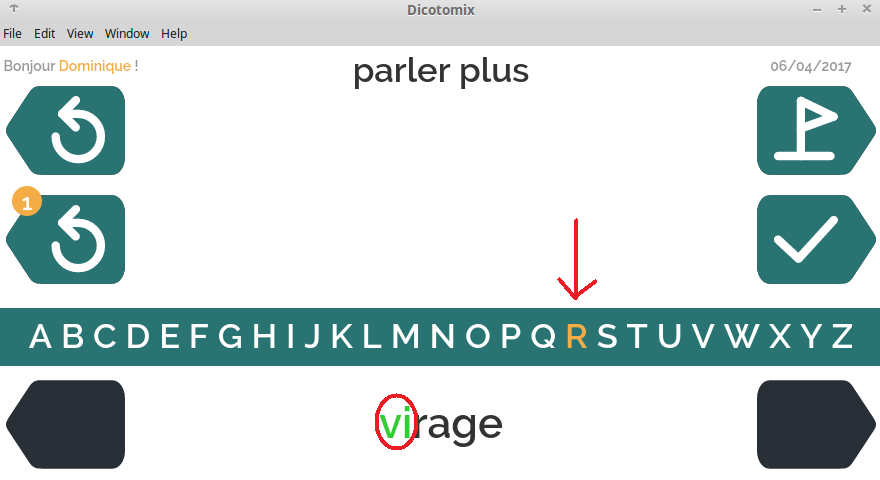 Dicotomix
File Edit View Window Help
Bonjour Dominique !
parler plus
06/04/2017
1
A B C D E F G H I J K L M N O P Q R S T U V W X Y Z
virage